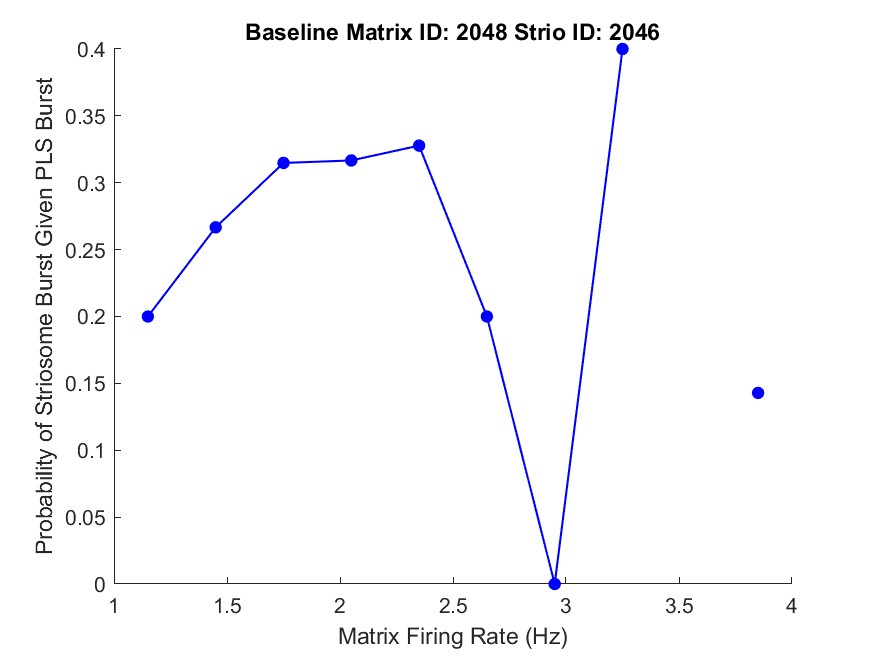 Baseline Matrix ID: 2048 Strio ID: 2046
Probability of Striosome Burst Given PLS Burst
0.4
0.35
0.3
0.25
0.2
0.15
0.1
0.05
0
1 1.5 2 2.5 3 3.5 4
Matrix Firing Rate (Hz)